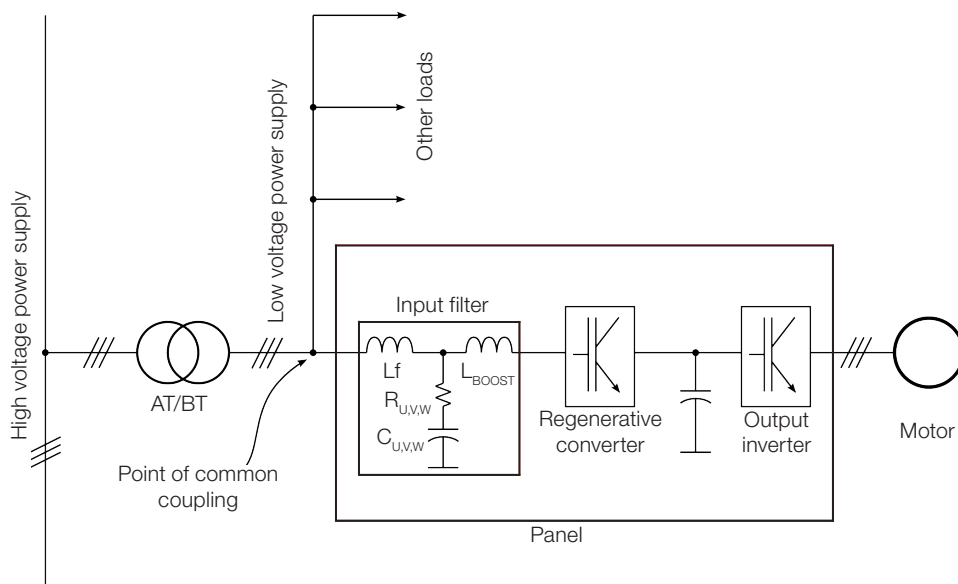 High voltage power supply
AT/BT
Low voltage power supply
Other loads
Point of common
coupling
Input filter
Lf
L_BOOST
R_U,V,W
C_U,V,W
Regenerative
converter
Output
inverter
Panel
Motor